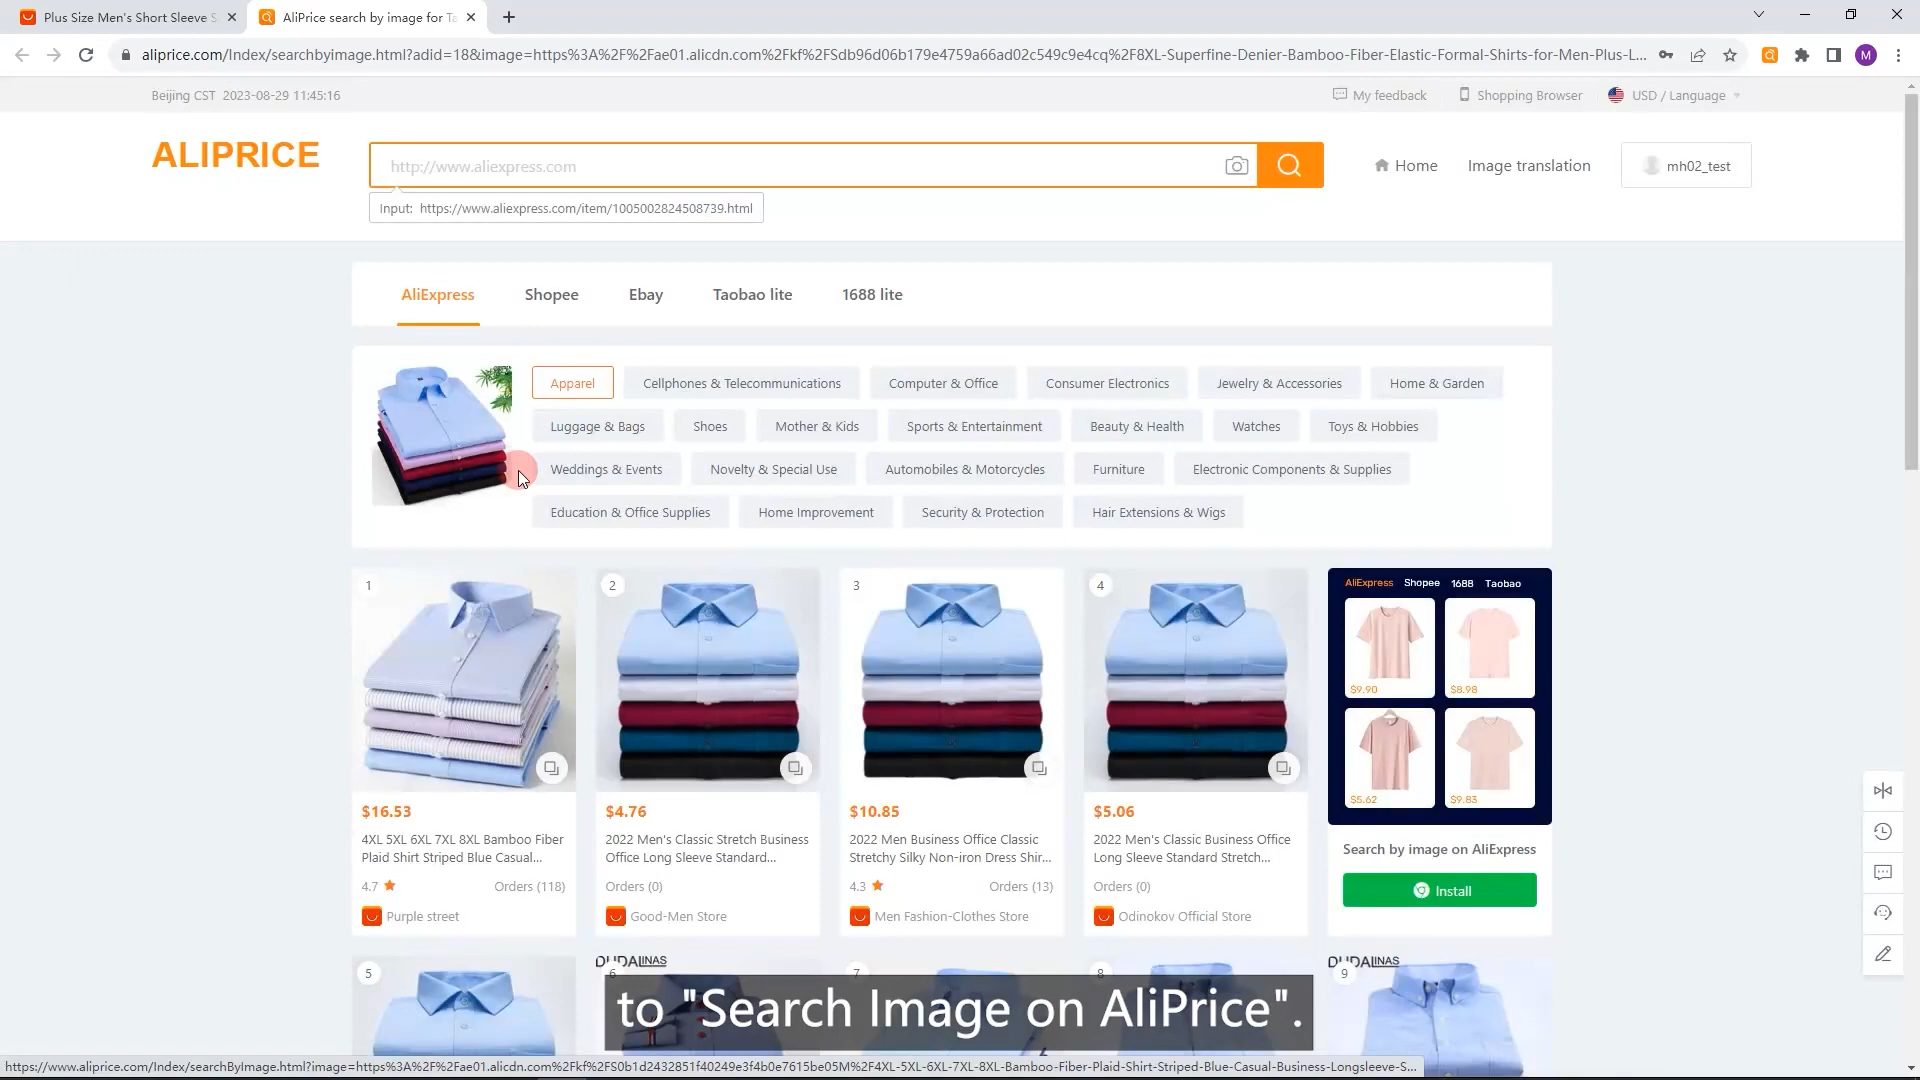 Plus Size Men's Short Sleeve S
AliPrice search by image for Ta
aliprice.com/Index/searchbyimage.html?adid=18&image=https%3A%2F%2Fae01.alicdn.com%2Fkf%2FSdb96d06b179e4759a66ad02c549c9e4cq%2F8XL-Superfine-Denier-Bamboo-Fiber-Elastic-Formal-Shirts-for-Men-Plus-L...
M
Beijing CST 2023-08-29 11:45:16
My feedback
Shopping Browser
USD / Language
ALIPRICE
http://www.aliexpress.com
Home
Image translation
mh02_test
Input: https://www.aliexpress.com/item/1005002824508739.html
AliExpress
Shopee
Ebay
Taobao lite
1688 lite
Apparel
Cellphones & Telecommunications
Computer & Office
Consumer Electronics
Jewelry & Accessories
Home & Garden
Luggage & Bags
Shoes
Mother & Kids
Sports & Entertainment
Beauty & Health
Watches
Toys & Hobbies
Weddings & Events
Novelty & Special Use
Automobiles & Motorcycles
Furniture
Electronic Components & Supplies
Education & Office Supplies
Home Improvement
Security & Protection
Hair Extensions & Wigs
1
$16.53
4XL 5XL 6XL 7XL 8XL Bamboo Fiber
Plaid Shirt Striped Blue Casual...
4.7
Orders (118)
Purple street
2
$4.76
2022 Men's Classic Stretch Business
Office Long Sleeve Standard...
Orders (0)
Good-Men Store
3
$10.85
2022 Men Business Office Classic
Stretchy Silky Non-iron Dress Shir...
4.3
Orders (13)
Men Fashion-Clothes Store
4
$5.06
2022 Men's Classic Business Office
Long Sleeve Standard Stretch...
Orders (0)
Odinokov Official Store
AliExpress Shopee 1688 Taobao
$9.90
$8.98
$5.62
$9.83
Search by image on AliExpress
Install
5
6
7
8
9
to "Search Image on AliPrice".
https://www.aliprice.com/Index/searchByImage.html?image=https%3A%2F%2Fae01.alicdn.com%2Fkf%2FS0b1d2432851f40249e3f4b0e7615be05M%2F4XL-5XL-6XL-7XL-8XL-Bamboo-Fiber-Plaid-Shirt-Striped-Blue-Casual-Business-Longsleeve-S...